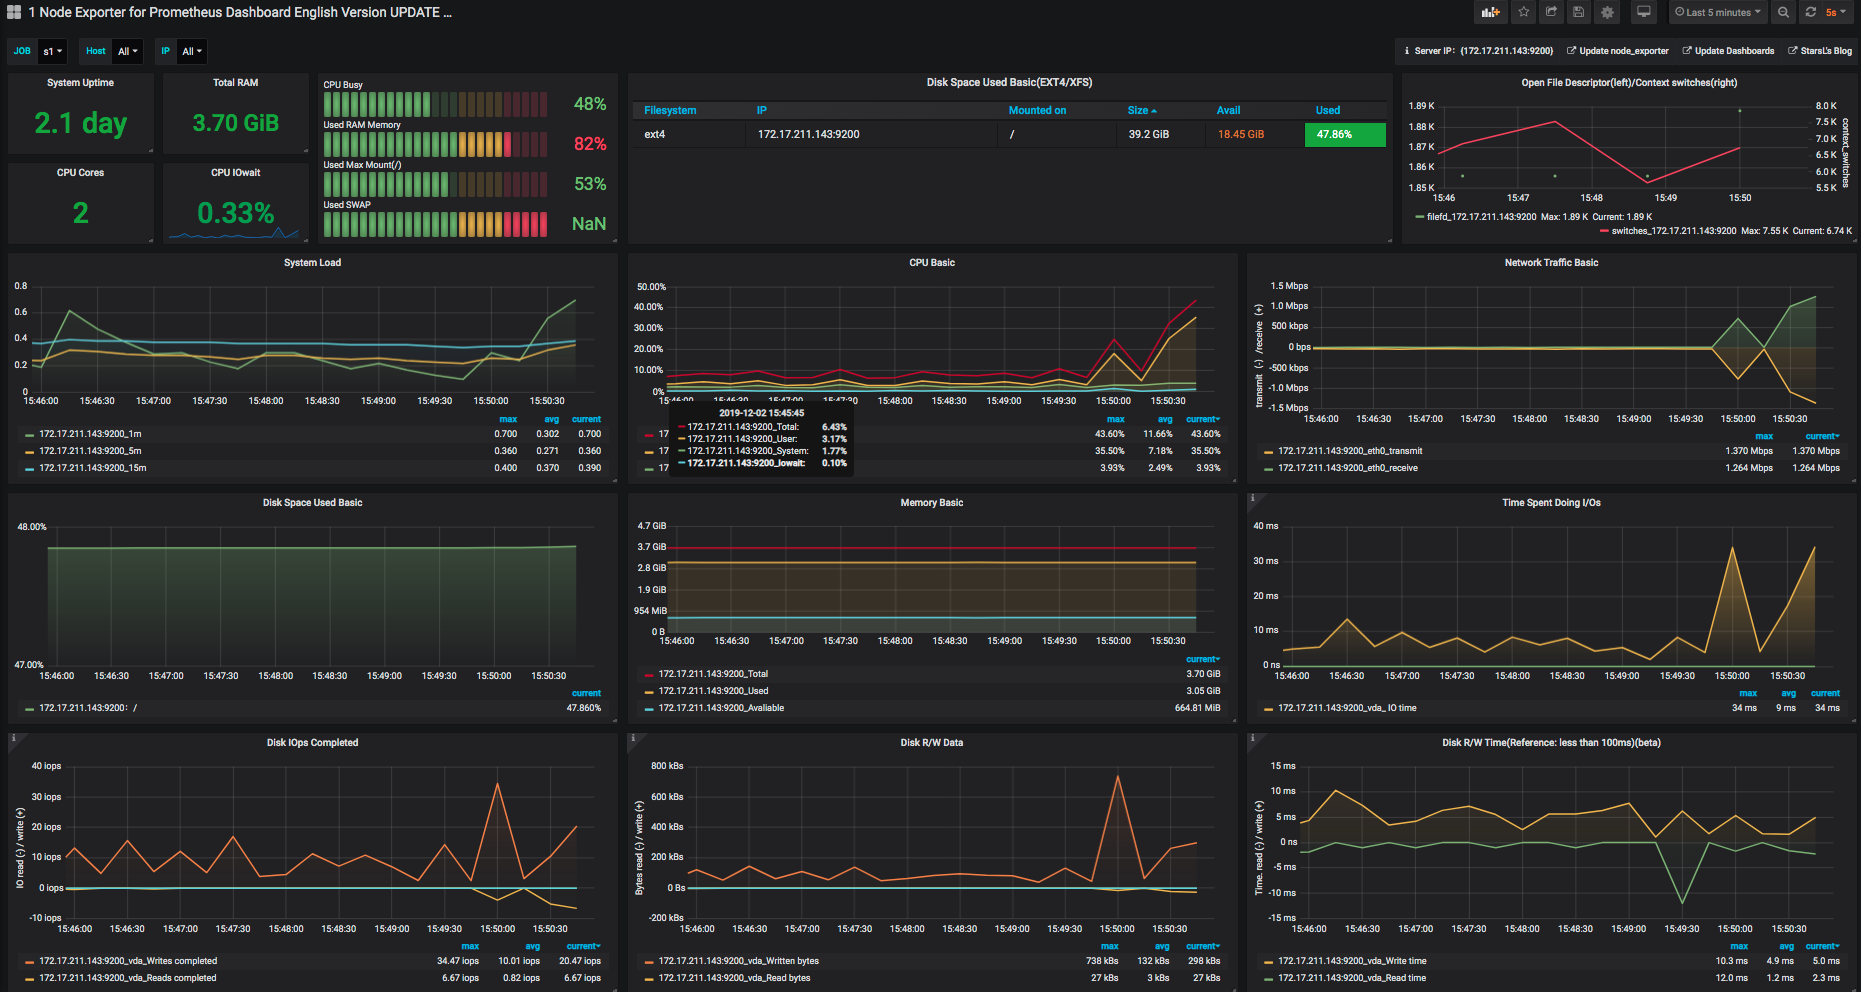 1 Node Exporter for Prometheus Dashboard English Version UPDATE ...
Last 5 minutes
5s
JOB s1 Host All IP All
Server IP: (172.17.211.143:9200) Update node_exporter Update Dashboards StarsL's Blog
System Uptime
2.1 day
Total RAM
3.70 GiB
CPU Cores
2
CPU IOwait
0.33%
CPU Busy
48%
Used RAM Memory
82%
Used Max Mount(/)
53%
Used SWAP
NaN
Disk Space Used Basic(EXT4/XFS)
Filesystem IP Mounted on Size Avail Used
ext4 172.17.211.143:9200 / 39.2 GiB 18.45 GiB 47.86%
Open File Descriptor(left)/Context switches(right)
1.89 K
1.88 K
1.87 K
1.86 K
1.85 K
8.0 K
7.5 K
7.0 K
6.5 K
6.0 K
5.5 K
context_switches
15:46 15:47 15:48 15:49 15:50
filefd_172.17.211.143:9200 Max: 1.89 K Current: 1.89 K
switches_172.17.211.143:9200 Max: 7.55 K Current: 6.74 K
System Load
0.8
0.6
0.4
0.2
0
15:46:00 15:46:30 15:47:00 15:47:30 15:48:00 15:48:30 15:49:00 15:49:30 15:50:00 15:50:30
max avg current
172.17.211.143:9200_1m 0.700 0.302 0.700
172.17.211.143:9200_5m 0.360 0.271 0.360
172.17.211.143:9200_15m 0.400 0.370 0.390
CPU Basic
50.00%
40.00%
30.00%
20.00%
10.00%
0%
15:46:00 15:46:30 15:47:00 15:47:30 15:48:00 15:48:30 15:49:00 15:49:30 15:50:00 15:50:30
2019-12-02 15:45:45
172.17.211.143:9200_Total: 6.43%
172.17.211.143:9200_User: 3.17%
172.17.211.143:9200_System: 1.77%
172.17.211.143:9200_Iowait: 0.10%
max avg current
17 43.60% 11.66% 43.60%
17 35.50% 7.18% 35.50%
17 3.93% 2.49% 3.93%
Network Traffic Basic
transmit (-) /receive (+)
1.5 Mbps
1.0 Mbps
500 kbps
0 bps
-500 kbps
-1.0 Mbps
-1.5 Mbps
15:46:00 15:46:30 15:47:00 15:47:30 15:48:00 15:48:30 15:49:00 15:49:30 15:50:00 15:50:30
max current
172.17.211.143:9200_eth0_transmit 1.370 Mbps 1.370 Mbps
172.17.211.143:9200_eth0_receive 1.264 Mbps 1.264 Mbps
Disk Space Used Basic
48.00%
47.00%
15:46:00 15:46:30 15:47:00 15:47:30 15:48:00 15:48:30 15:49:00 15:49:30 15:50:00 15:50:30
current
172.17.211.143:9200: / 47.860%
Memory Basic
4.7 GiB
3.7 GiB
2.8 GiB
1.9 GiB
954 MiB
0 B
15:46:00 15:46:30 15:47:00 15:47:30 15:48:00 15:48:30 15:49:00 15:49:30 15:50:00 15:50:30
current
172.17.211.143:9200_Total 3.70 GiB
172.17.211.143:9200_Used 3.05 GiB
172.17.211.143:9200_Avaliable 664.81 MiB
Time Spent Doing I/Os
40 ms
30 ms
20 ms
10 ms
0 ns
15:46:00 15:46:30 15:47:00 15:47:30 15:48:00 15:48:30 15:49:00 15:49:30 15:50:00 15:50:30
max avg current
172.17.211.143:9200_vda_ IO time 34 ms 9 ms 34 ms
Disk IOps Completed
IO read (-) / write (+)
40 iops
30 iops
20 iops
10 iops
0 iops
-10 iops
15:46:00 15:46:30 15:47:00 15:47:30 15:48:00 15:48:30 15:49:00 15:49:30 15:50:00 15:50:30
max avg current
172.17.211.143:9200_vda_Writes completed 34.47 iops 10.01 iops 20.47 iops
172.17.211.143:9200_vda_Reads completed 6.67 iops 0.82 iops 6.67 iops
Disk R/W Data
Bytes read (-) / write (+)
800 kBs
600 kBs
400 kBs
200 kBs
0 Bs
-200 kBs
15:46:00 15:46:30 15:47:00 15:47:30 15:48:00 15:48:30 15:49:00 15:49:30 15:50:00 15:50:30
max avg current
172.17.211.143:9200_vda_Written bytes 738 kBs 132 kBs 298 kBs
172.17.211.143:9200_vda_Read bytes 27 kBs 3 kBs 27 kBs
Disk R/W Time(Reference: less than 100ms)(beta)
Time. read (-) / write (+)
15 ms
10 ms
5 ms
0 ns
-5 ms
-10 ms
-15 ms
15:46:00 15:46:30 15:47:00 15:47:30 15:48:00 15:48:30 15:49:00 15:49:30 15:50:00 15:50:30
max avg current
172.17.211.143:9200_vda_Write time 10.3 ms 4.9 ms 5.0 ms
172.17.211.143:9200_vda_Read time 12.0 ms 1.2 ms 2.3 ms